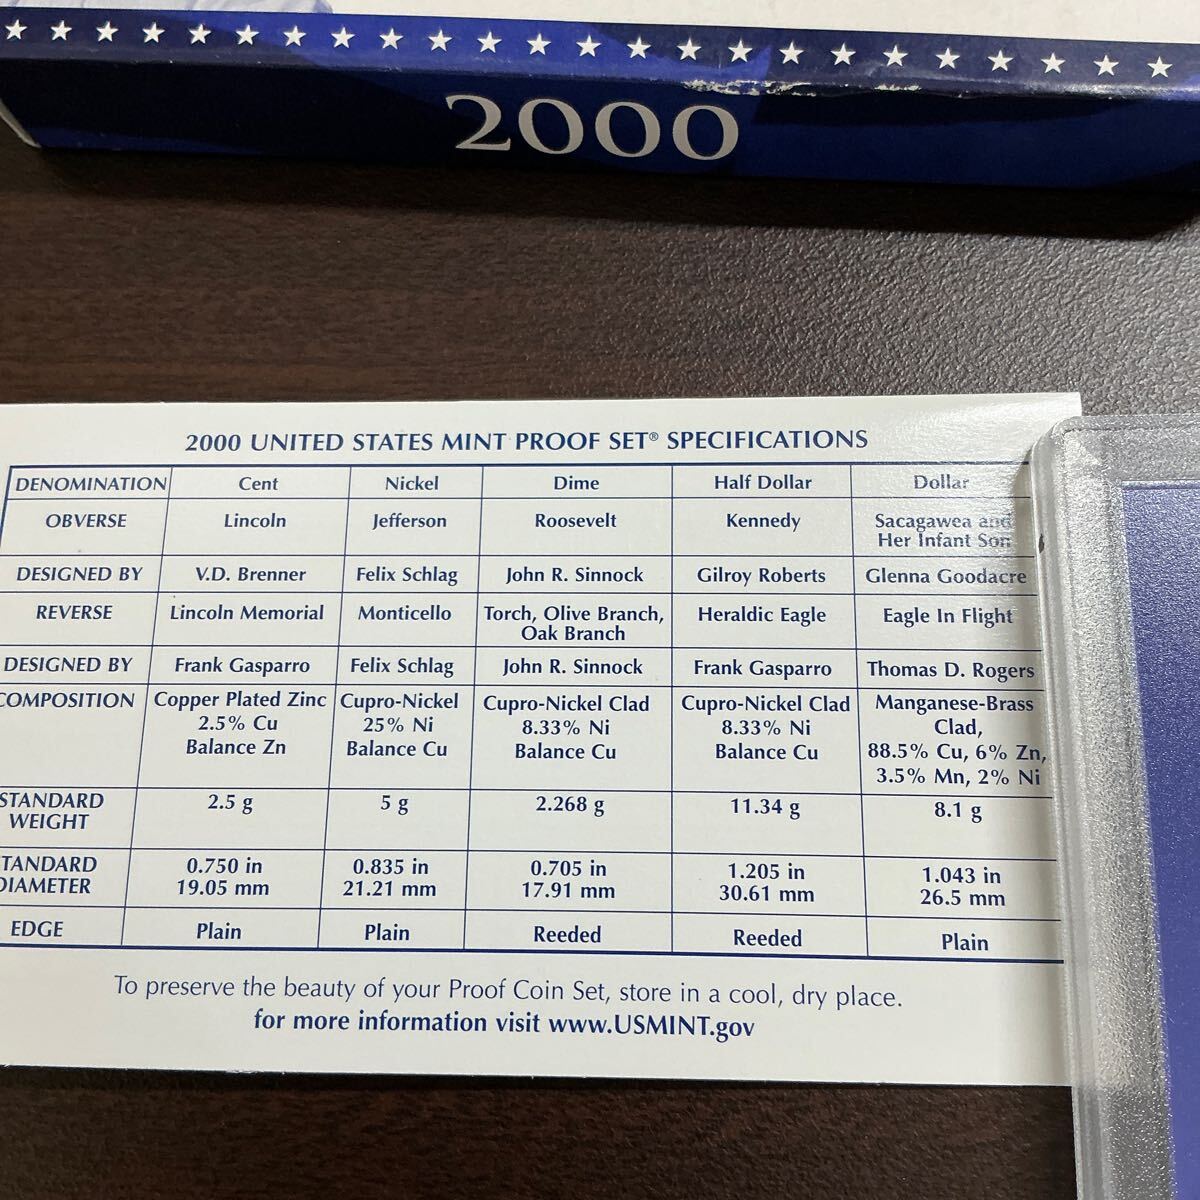 2000
2000 UNITED STATES MINT PROOF SET® SPECIFICATIONS
DENOMINATION Cent Nickel Dime Half Dollar Dollar
OBVERSE Lincoln Jefferson Roosevelt Kennedy Sacagawea and
Her Infant Son
DESIGNED BY V.D. Brenner Felix Schlag John R. Sinnock Gilroy Roberts Glenna Goodacre
REVERSE Lincoln Memorial Monticello Torch, Olive Branch, Heraldic Eagle Eagle In Flight
Oak Branch
DESIGNED BY Frank Gasparro Felix Schlag John R. Sinnock Frank Gasparro Thomas D. Rogers
COMPOSITION Copper Plated Zinc Cupro-Nickel Cupro-Nickel Clad Cupro-Nickel Clad Manganese-Brass
2.5% Cu 25% Ni 8.33% Ni 8.33% Ni Clad,
Balance Zn Balance Cu Balance Cu Balance Cu 88.5% Cu, 6% Zn,
3.5% Mn, 2% Ni
STANDARD 2.5 g 5 g 2.268 g 11.34 g 8.1 g
WEIGHT
TANDARD 0.750 in 0.835 in 0.705 in 1.205 in 1.043 in
DIAMETER 19.05 mm 21.21 mm 17.91 mm 30.61 mm 26.5 mm
EDGE Plain Plain Reeded Reeded Plain
To preserve the beauty of your Proof Coin Set, store in a cool, dry place.
for more information visit www.USMINT.gov